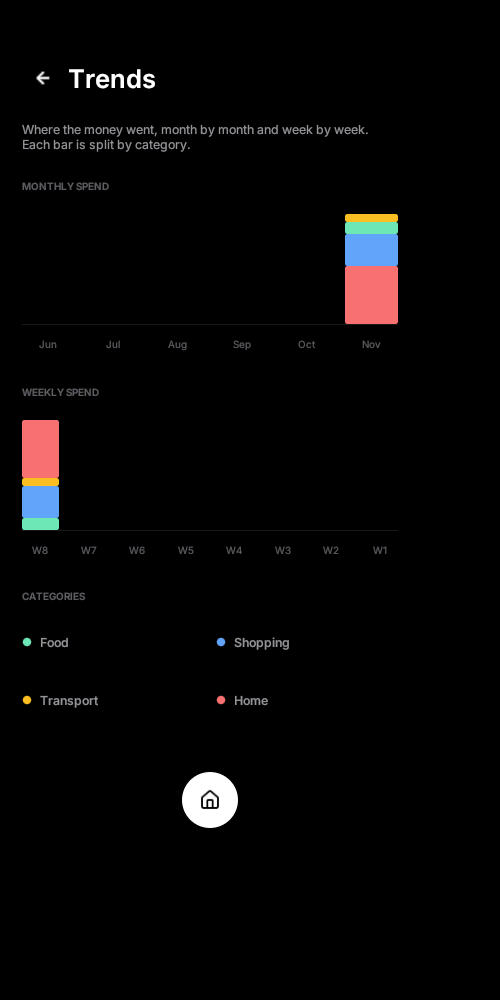 Trends
Where the money went, month by month and week by week.
Each bar is split by category.
MONTHLY SPEND
Jun Jul Aug Sep Oct Nov
WEEKLY SPEND
W8 W7 W6 W5 W4 W3 W2 W1
CATEGORIES
Food Shopping
Transport Home